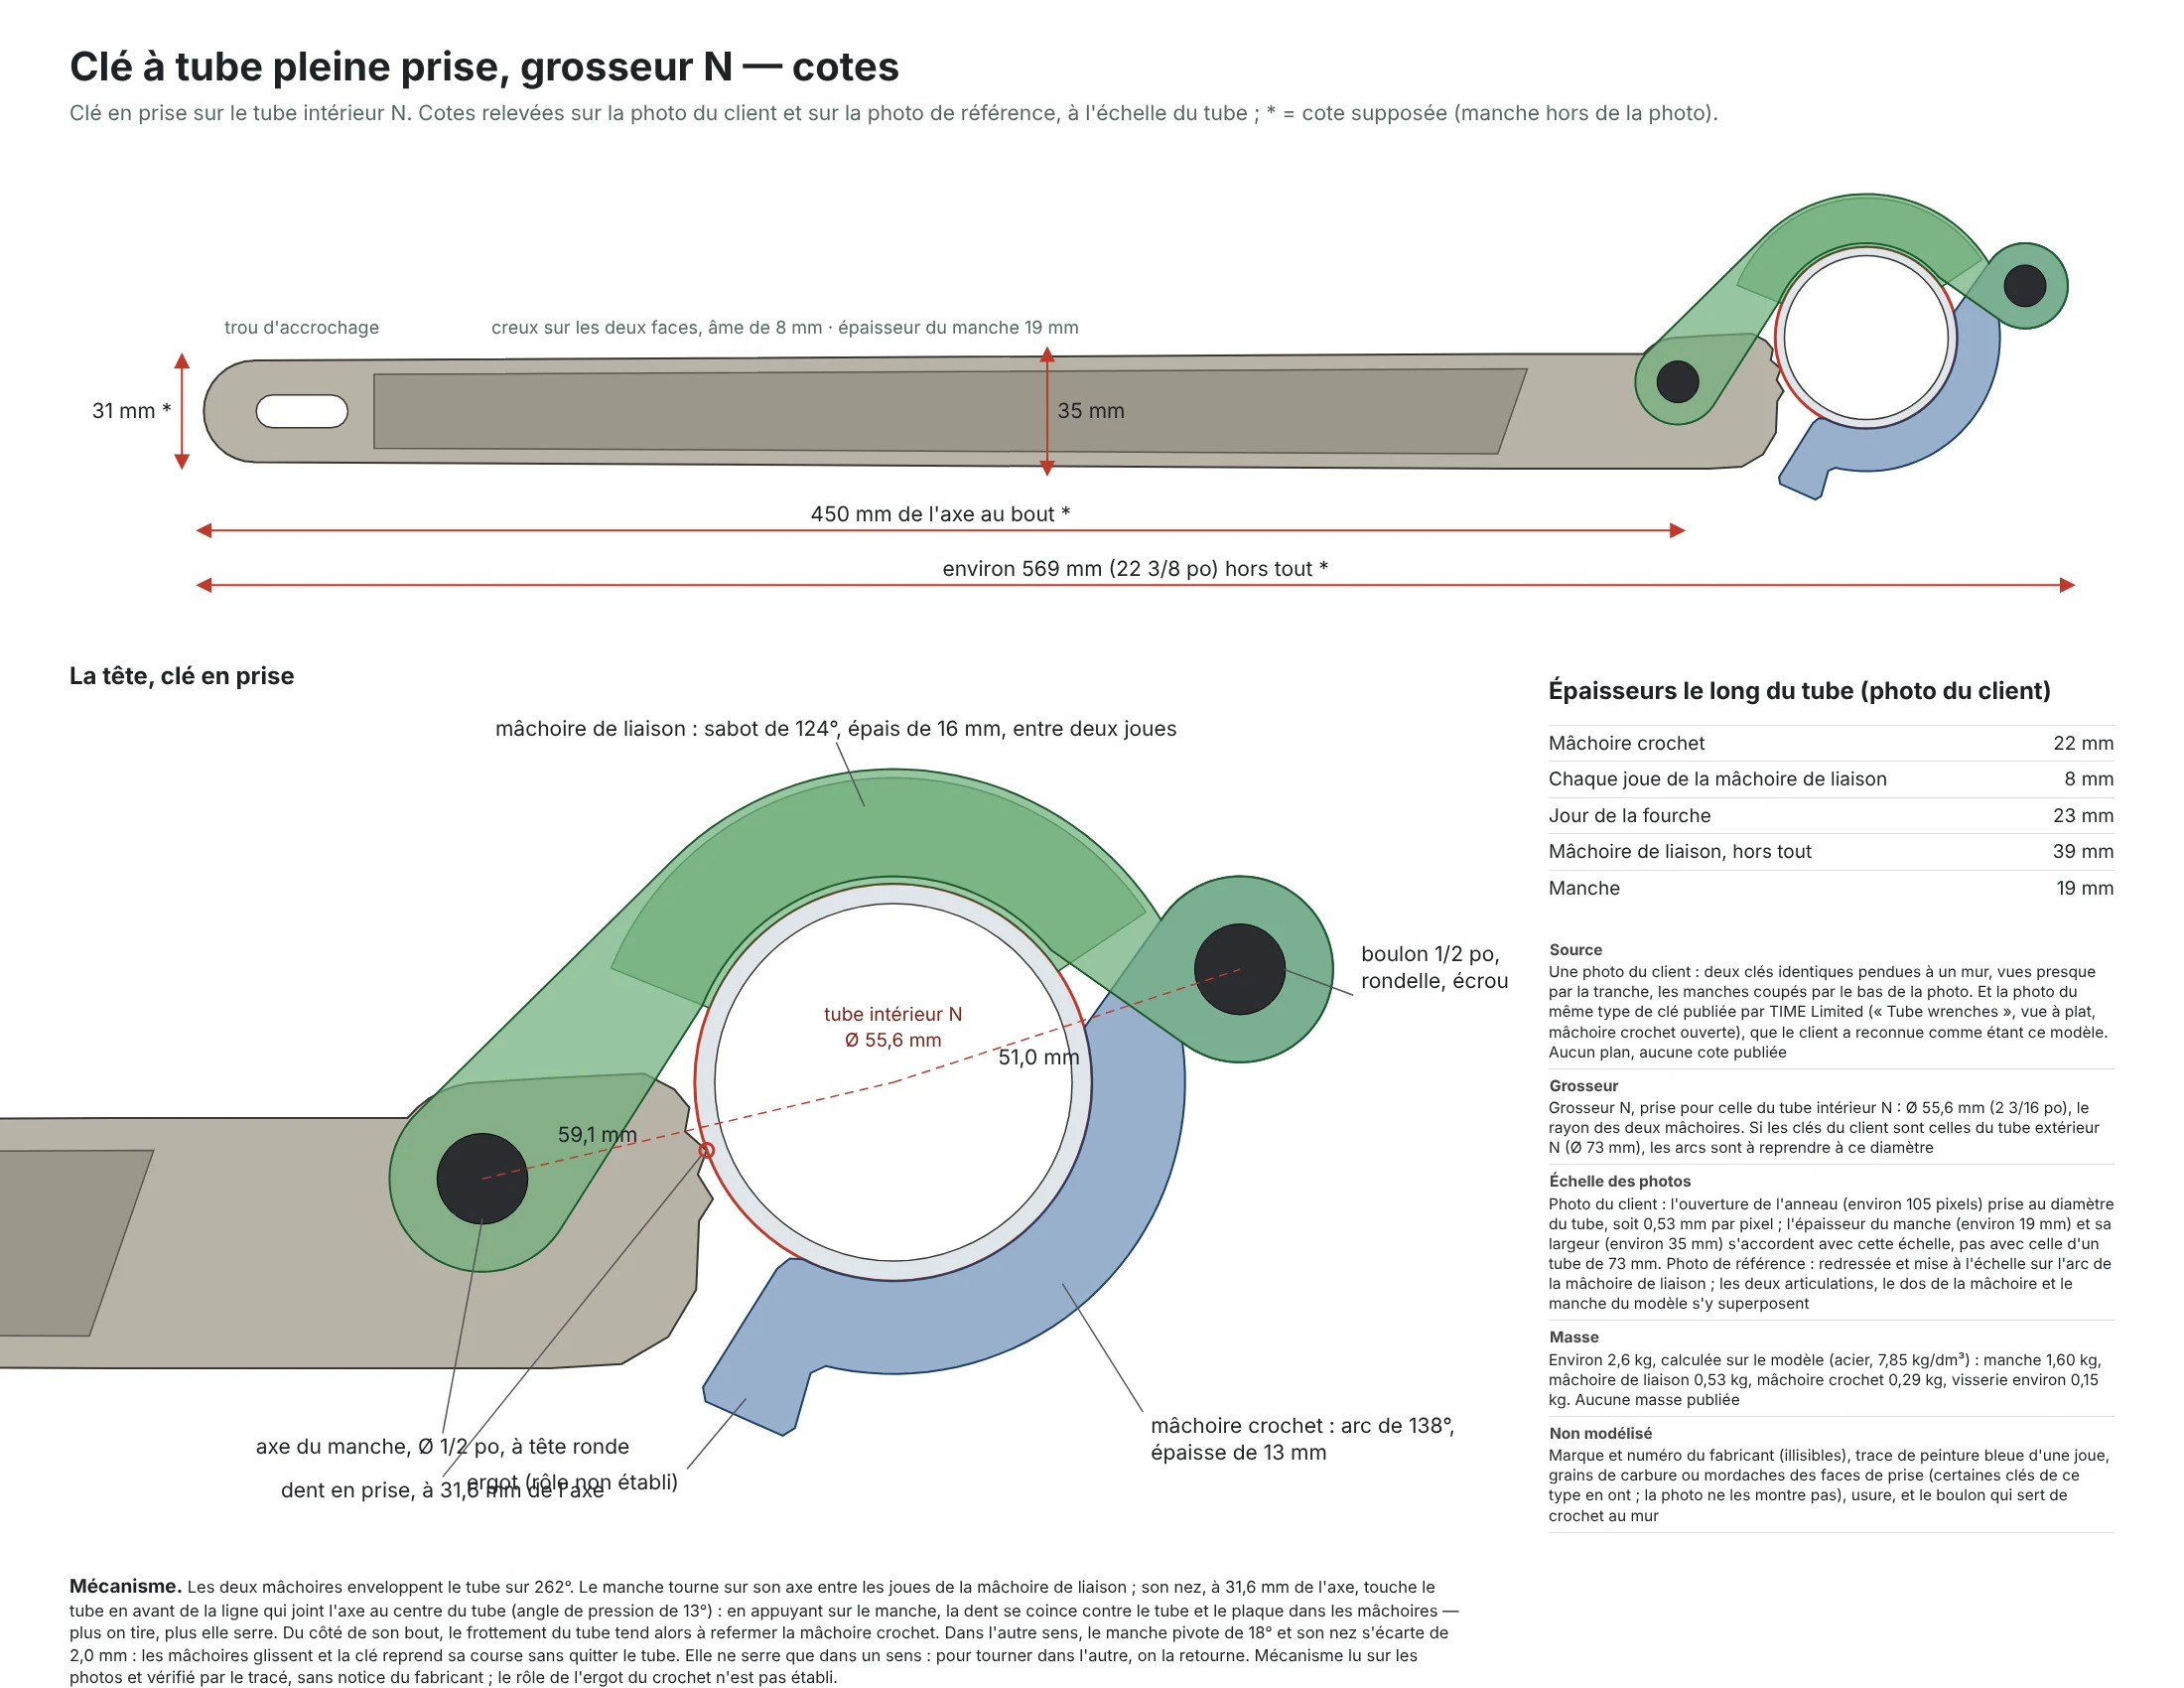 Clé à tube pleine prise, grosseur N — cotes
Clé en prise sur le tube intérieur N. Cotes relevées sur la photo du client et sur la photo de référence, à l'échelle du tube ; * = cote supposée (manche hors de la photo).
trou d'accrochage
creux sur les deux faces, âme de 8 mm · épaisseur du manche 19 mm
31 mm *
35 mm
450 mm de l'axe au bout *
environ 569 mm (22 3/8 po) hors tout *
La tête, clé en prise
mâchoire de liaison : sabot de 124°, épais de 16 mm, entre deux joues
boulon 1/2 po,
rondelle, écrou
tube intérieur N
Ø 55,6 mm
51,0 mm
59,1 mm
axe du manche, Ø 1/2 po, à tête ronde
ergot (rôle non établi)
dent en prise, à 31,6 mm de l'axe
mâchoire crochet : arc de 138°,
épaisse de 13 mm
Épaisseurs le long du tube (photo du client)
Mâchoire crochet 22 mm
Chaque joue de la mâchoire de liaison 8 mm
Jour de la fourche 23 mm
Mâchoire de liaison, hors tout 39 mm
Manche 19 mm
Source
Une photo du client : deux clés identiques pendues à un mur, vues presque
par la tranche, les manches coupés par le bas de la photo. Et la photo du
même type de clé publiée par TIME Limited (« Tube wrenches », vue à plat,
mâchoire crochet ouverte), que le client a reconnue comme étant ce modèle.
Aucun plan, aucune cote publiée
Grosseur
Grosseur N, prise pour celle du tube intérieur N : Ø 55,6 mm (2 3/16 po), le
rayon des deux mâchoires. Si les clés du client sont celles du tube extérieur
N (Ø 73 mm), les arcs sont à reprendre à ce diamètre
Échelle des photos
Photo du client : l'ouverture de l'anneau (environ 105 pixels) prise au diamètre
du tube, soit 0,53 mm par pixel ; l'épaisseur du manche (environ 19 mm) et sa
largeur (environ 35 mm) s'accordent avec cette échelle, pas avec celle d'un
tube de 73 mm. Photo de référence : redressée et mise à l'échelle sur l'arc de
la mâchoire de liaison ; les deux articulations, le dos de la mâchoire et le
manche du modèle s'y superposent
Masse
Environ 2,6 kg, calculée sur le modèle (acier, 7,85 kg/dm³) : manche 1,60 kg,
mâchoire de liaison 0,53 kg, mâchoire crochet 0,29 kg, visserie environ 0,15
kg. Aucune masse publiée
Non modélisé
Marque et numéro du fabricant (illisibles), trace de peinture bleue d'une joue,
grains de carbure ou mordaches des faces de prise (certaines clés de ce
type en ont ; la photo ne les montre pas), usure, et le boulon qui sert de
crochet au mur
Mécanisme. Les deux mâchoires enveloppent le tube sur 262°. Le manche tourne sur son axe entre les joues de la mâchoire de liaison ; son nez, à 31,6 mm de l'axe, touche le
tube en avant de la ligne qui joint l'axe au centre du tube (angle de pression de 13°) : en appuyant sur le manche, la dent se coince contre le tube et le plaque dans les mâchoires —
plus on tire, plus elle serre. Du côté de son bout, le frottement du tube tend alors à refermer la mâchoire crochet. Dans l'autre sens, le manche pivote de 18° et son nez s'écarte de
2,0 mm : les mâchoires glissent et la clé reprend sa course sans quitter le tube. Elle ne serre que dans un sens : pour tourner dans l'autre, on la retourne. Mécanisme lu sur les
photos et vérifié par le tracé, sans notice du fabricant ; le rôle de l'ergot du crochet n'est pas établi.